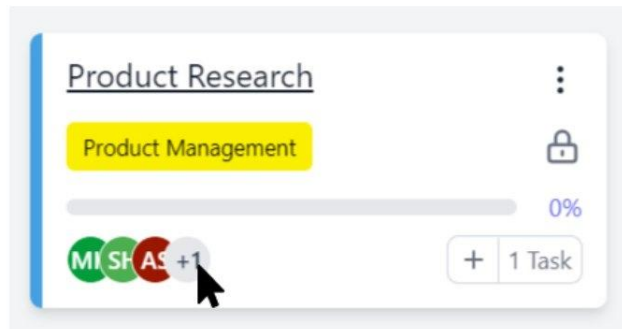 Product Research
Product Management
0%
MI SH AS +1
+ 1 Task